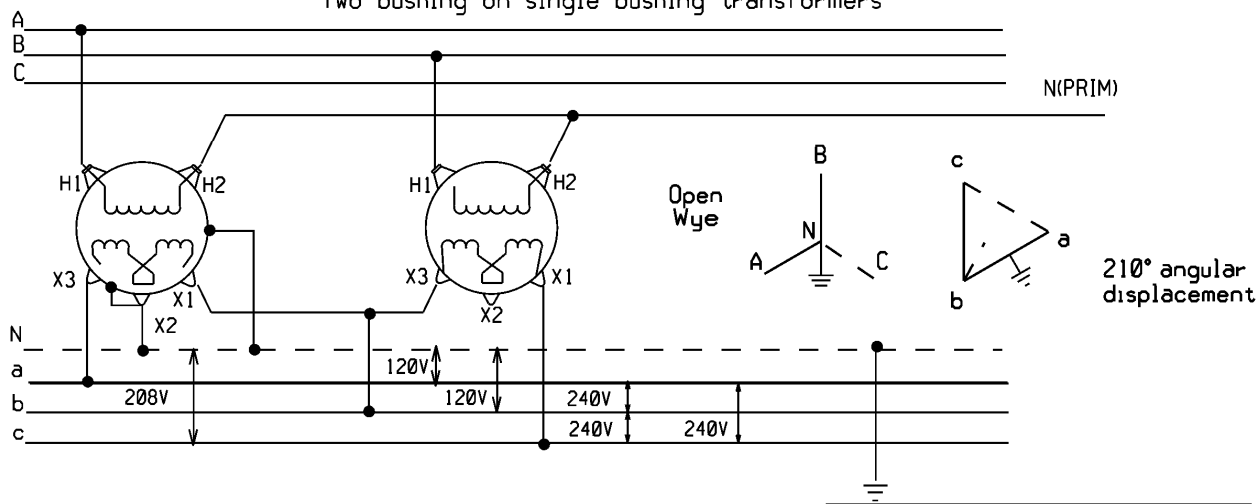 Two bushing on single bushing transformers
A
B
C
N(PRIM)
H1
H2
H1
H2
X3
X1
X2
X3
X1
X2
Open
Wye
B
N
A
C
c
a
b
210° angular
displacement
N
a
b
c
208V
120V
120V
240V
240V
240V